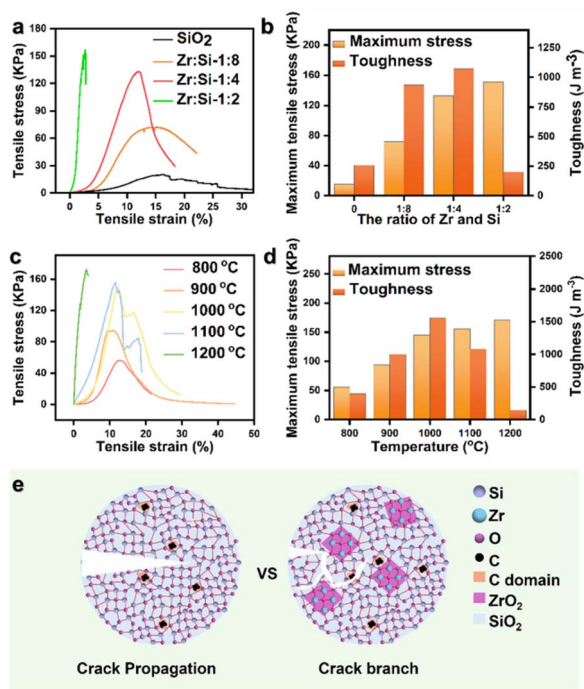 a
SiO2
Zr:Si-1:8
Zr:Si-1:4
Zr:Si-1:2
Tensile stress (KPa)
180
150
120
90
60
30
0
0 5 10 15 20 25 30
Tensile strain (%)
b
Maximum stress
Toughness
Maximum tensile stress (KPa)
200
160
120
80
40
0
Toughness (J m-3)
1250
1000
750
500
250
0
0 1:8 1:4 1:2
The ratio of Zr and Si
c
800 °C
900 °C
1000 °C
1100 °C
1200 °C
Tensile stress (KPa)
160
120
80
40
0
0 10 20 30 40 50
Tensile strain (%)
d
Maximum stress
Toughness
Maximum tensile stress (KPa)
250
200
150
100
50
0
Toughness (J m-3)
2500
2000
1500
1000
500
0
800 900 1000 1100 1200
Temperature (°C)
e
VS
Crack Propagation
Crack branch
Si
Zr
O
C
C domain
ZrO2
SiO2